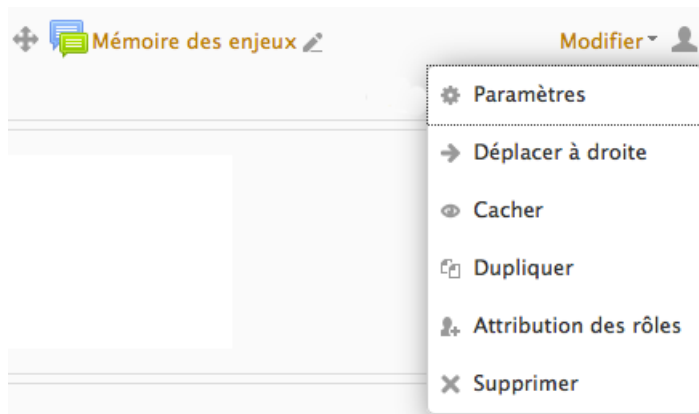 Mémoire des enjeux
Modifier
Paramètres
Déplacer à droite
Cacher
Dupliquer
Attribution des rôles
Supprimer